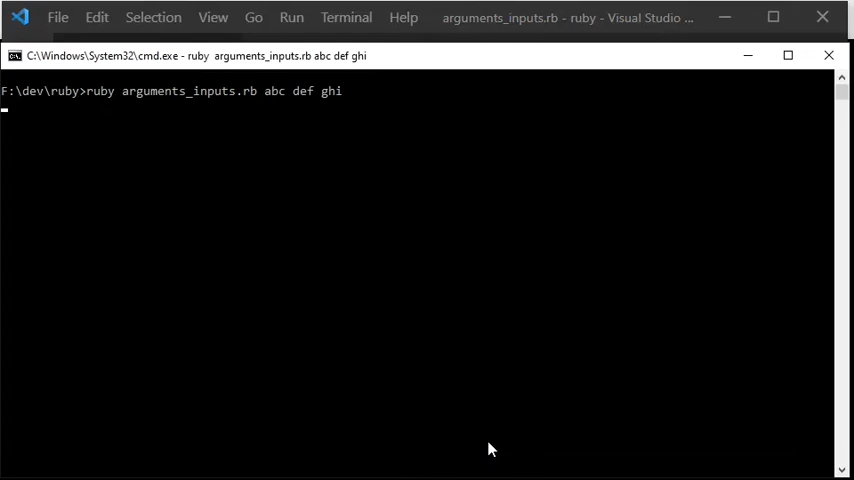 File Edit Selection View Go Run Terminal Help arguments_inputs.rb - ruby - Visual Studio ...
C:\Windows\System32\cmd.exe - ruby  arguments_inputs.rb abc def ghi
F:\dev\ruby>ruby arguments_inputs.rb abc def ghi